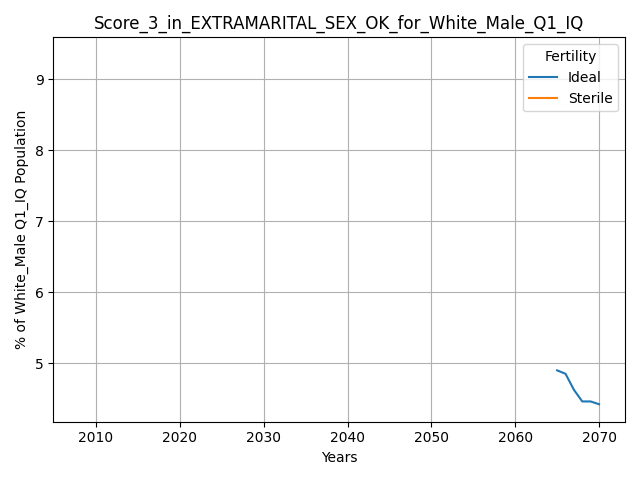 Score_3_in_EXTRAMARITAL_SEX_OK_for_White_Male_Q1_IQ
Fertility
Ideal
Sterile
% of White_Male Q1_IQ Population
9
8
7
6
5
2010 2020 2030 2040 2050 2060 2070
Years